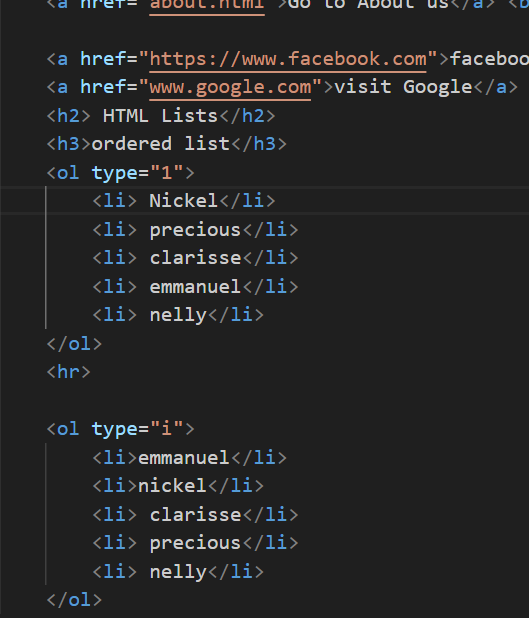 <a href="about.html">Go to About us</a> <b
<a href="https://www.facebook.com">faceboo
<a href="www.google.com">visit Google</a>
<h2> HTML Lists</h2>
<h3>ordered list</h3>
<ol type="1">
<li> Nickel</li>
<li> precious</li>
<li> clarisse</li>
<li> emmanuel</li>
<li> nelly</li>
</ol>
<hr>
<ol type="i">
<li>emmanuel</li>
<li>nickel</li>
<li> clarisse</li>
<li> precious</li>
<li> nelly</li>
</ol>